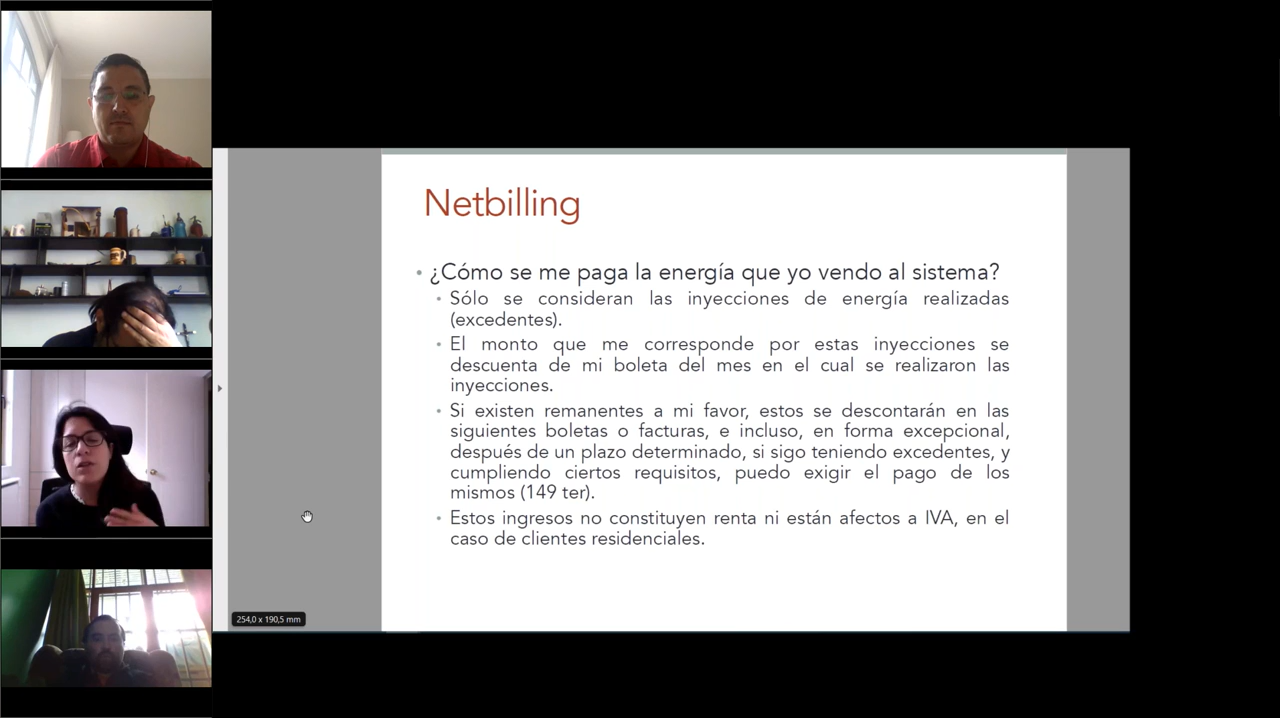 Netbilling
• ¿Cómo se me paga la energía que yo vendo al sistema?
• Sólo se consideran las inyecciones de energía realizadas
(excedentes).
• El monto que me corresponde por estas inyecciones se
descuenta de mi boleta del mes en el cual se realizaron las
inyecciones.
• Si existen remanentes a mi favor, estos se descontarán en las
siguientes boletas o facturas, e incluso, en forma excepcional,
después de un plazo determinado, si sigo teniendo excedentes, y
cumpliendo ciertos requisitos, puedo exigir el pago de los
mismos (149 ter).
• Estos ingresos no constituyen renta ni están afectos a IVA, en el
caso de clientes residenciales.
254,0 x 190,5 mm